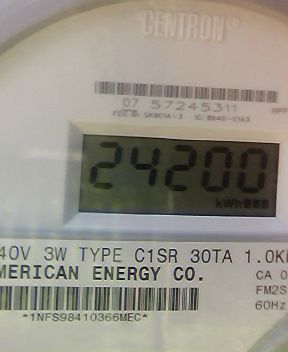 CENTRON®
07 57245311
24200
kWh
40V 3W TYPE C1SR 30TA 1.0K
MERICAN ENERGY CO.
CA 0
FM2S
60Hz
*1NFS98410366MEC*